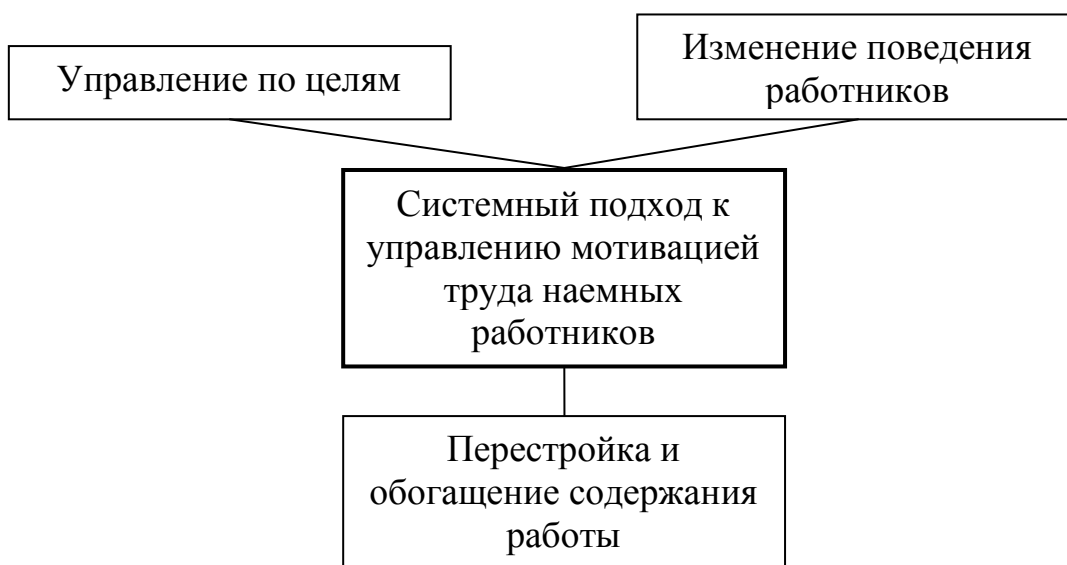 Управление по целям
Изменение поведения
работников
Системный подход к
управлению мотивацией
труда наемных
работников
Перестройка и
обогащение содержания
работы